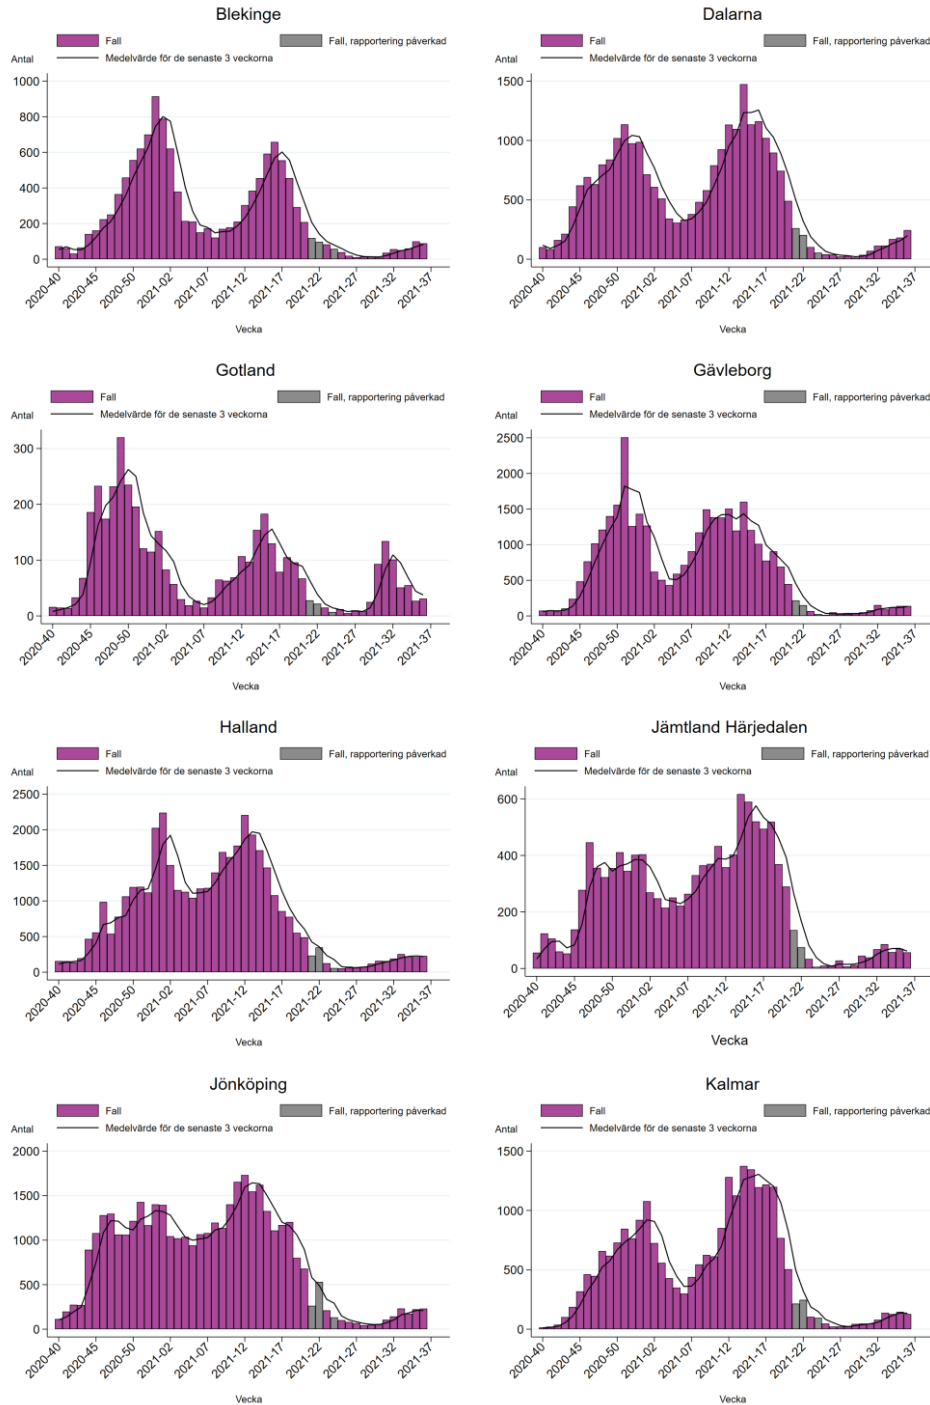 Blekinge
Fall
Fall, rapportering påverkad
Antal
Medelvärde för de senaste 3 veckorna
1000
800
600
400
200
0
2020-40
2020-45
2020-50
2021-02
2021-07
2021-12
2021-17
2021-22
2021-27
2021-32
2021-37
Vecka
Dalarna
Fall
Fall, rapportering påverkad
Antal
Medelvärde för de senaste 3 veckorna
1500
1000
500
0
2020-40
2020-45
2020-50
2021-02
2021-07
2021-12
2021-17
2021-22
2021-27
2021-32
2021-37
Vecka
Gotland
Fall
Fall, rapportering påverkad
Antal
Medelvärde för de senaste 3 veckorna
300
200
100
0
2020-40
2020-45
2020-50
2021-02
2021-07
2021-12
2021-17
2021-22
2021-27
2021-32
2021-37
Vecka
Gävleborg
Fall
Fall, rapportering påverkad
Antal
Medelvärde för de senaste 3 veckorna
2500
2000
1500
1000
500
0
2020-40
2020-45
2020-50
2021-02
2021-07
2021-12
2021-17
2021-22
2021-27
2021-32
2021-37
Vecka
Halland
Fall
Fall, rapportering påverkad
Antal
Medelvärde för de senaste 3 veckorna
2500
2000
1500
1000
500
0
2020-40
2020-45
2020-50
2021-02
2021-07
2021-12
2021-17
2021-22
2021-27
2021-32
2021-37
Vecka
Jämtland Härjedalen
Fall
Fall, rapportering påverkad
Antal
Medelvärde för de senaste 3 veckorna
600
400
200
0
2020-40
2020-45
2020-50
2021-02
2021-07
2021-12
2021-17
2021-22
2021-27
2021-32
2021-37
Vecka
Jönköping
Fall
Fall, rapportering påverkad
Antal
Medelvärde för de senaste 3 veckorna
2000
1500
1000
500
0
2020-40
2020-45
2020-50
2021-02
2021-07
2021-12
2021-17
2021-22
2021-27
2021-32
2021-37
Vecka
Kalmar
Fall
Fall, rapportering påverkad
Antal
Medelvärde för de senaste 3 veckorna
1500
1000
500
0
2020-40
2020-45
2020-50
2021-02
2021-07
2021-12
2021-17
2021-22
2021-27
2021-32
2021-37
Vecka